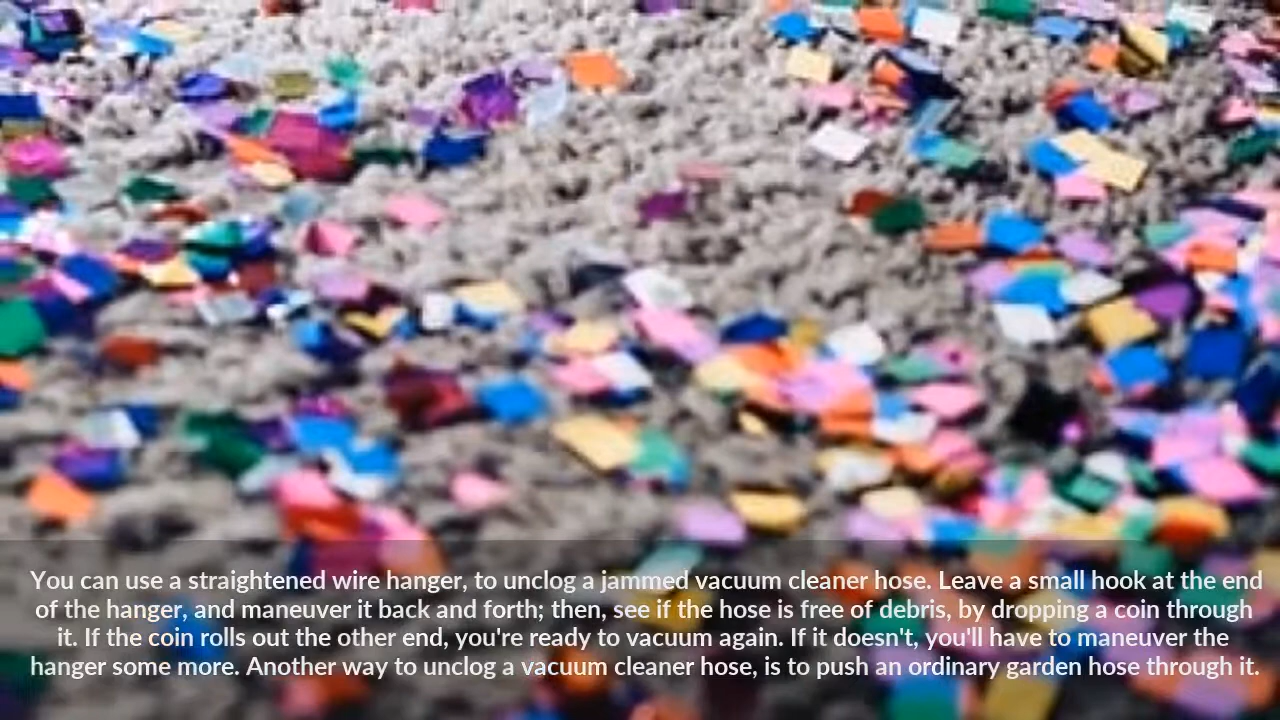 You can use a straightened wire hanger, to unclog a jammed vacuum cleaner hose. Leave a small hook at the end
of the hanger, and maneuver it back and forth; then, see if the hose is free of debris, by dropping a coin through
it. If the coin rolls out the other end, you're ready to vacuum again. If it doesn't, you'll have to maneuver the
hanger some more. Another way to unclog a vacuum cleaner hose, is to push an ordinary garden hose through it.